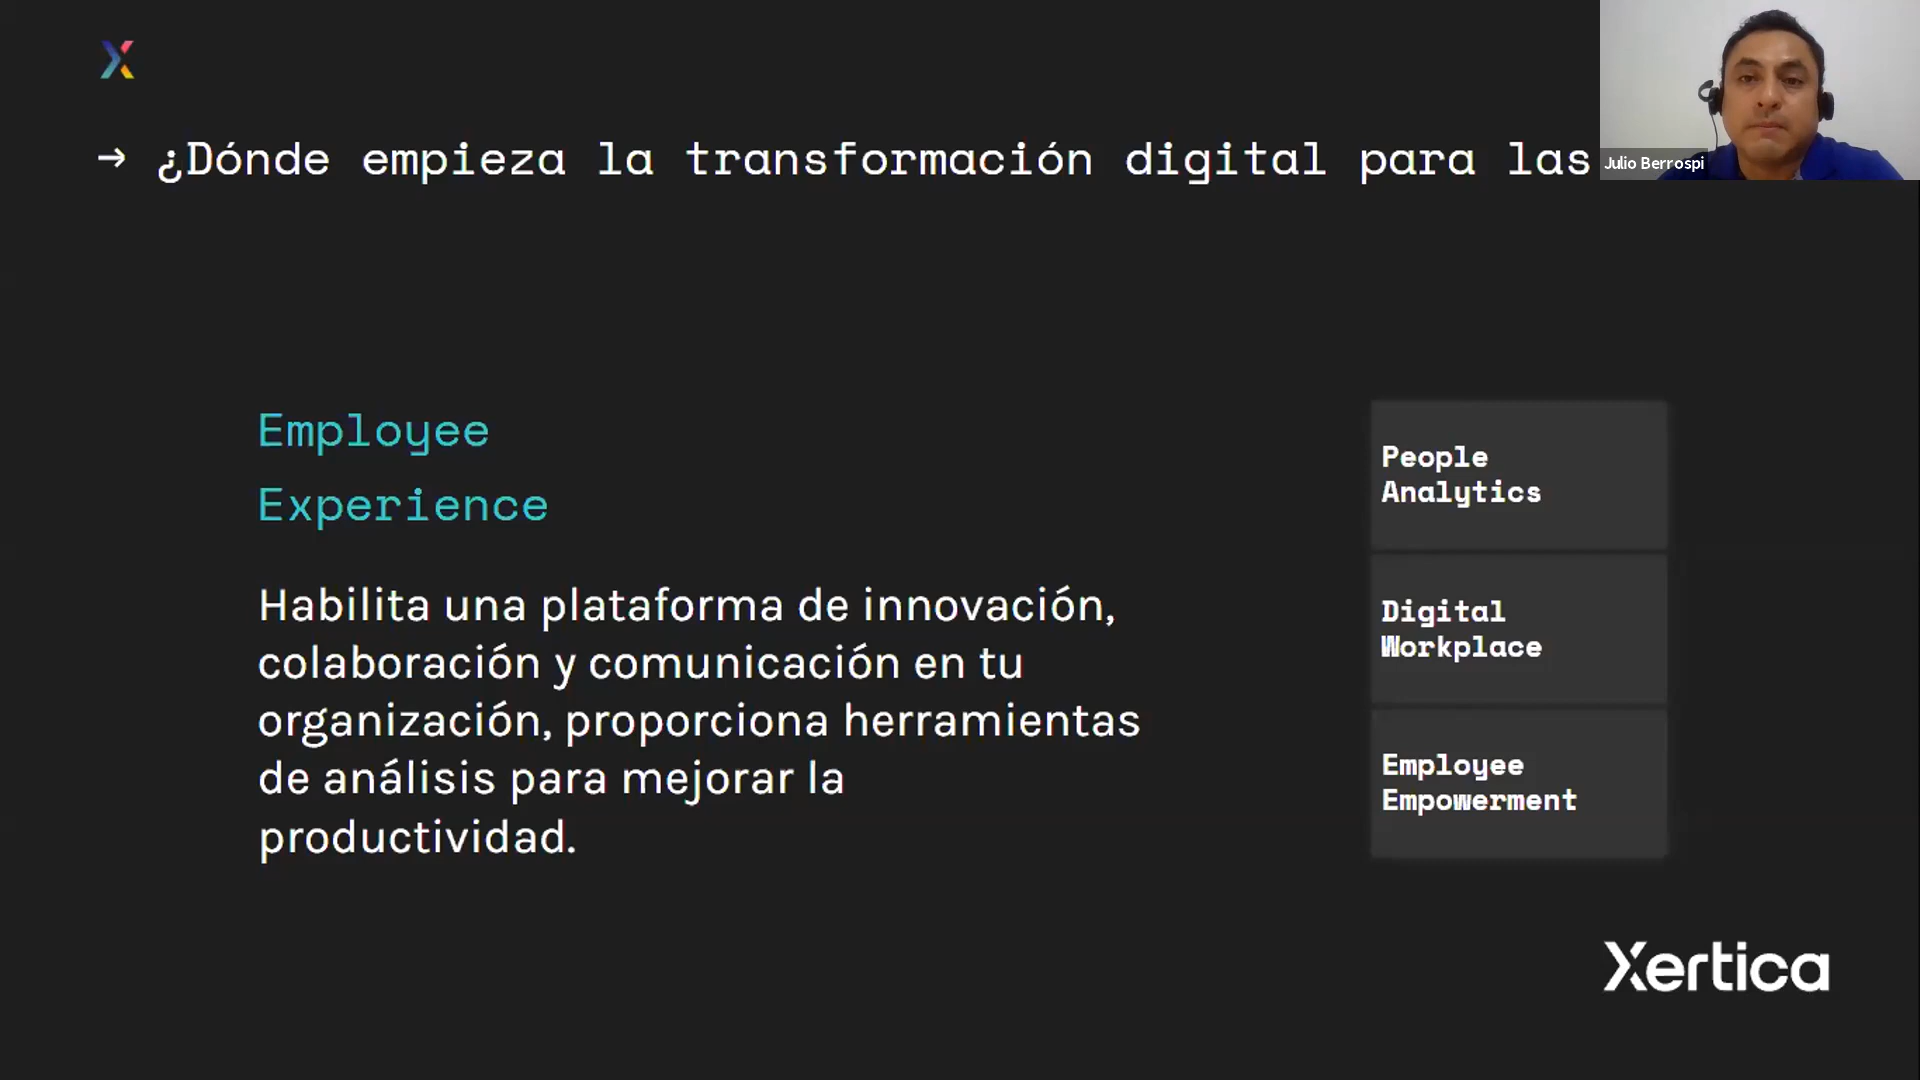 → ¿Dónde empieza la transformación digital para las
Julio Berrospi
Employee
Experience
Habilita una plataforma de innovación,
colaboración y comunicación en tu
organización, proporciona herramientas
de análisis para mejorar la
productividad.
People
Analytics
Digital
Workplace
Employee
Empowerment
Xertica